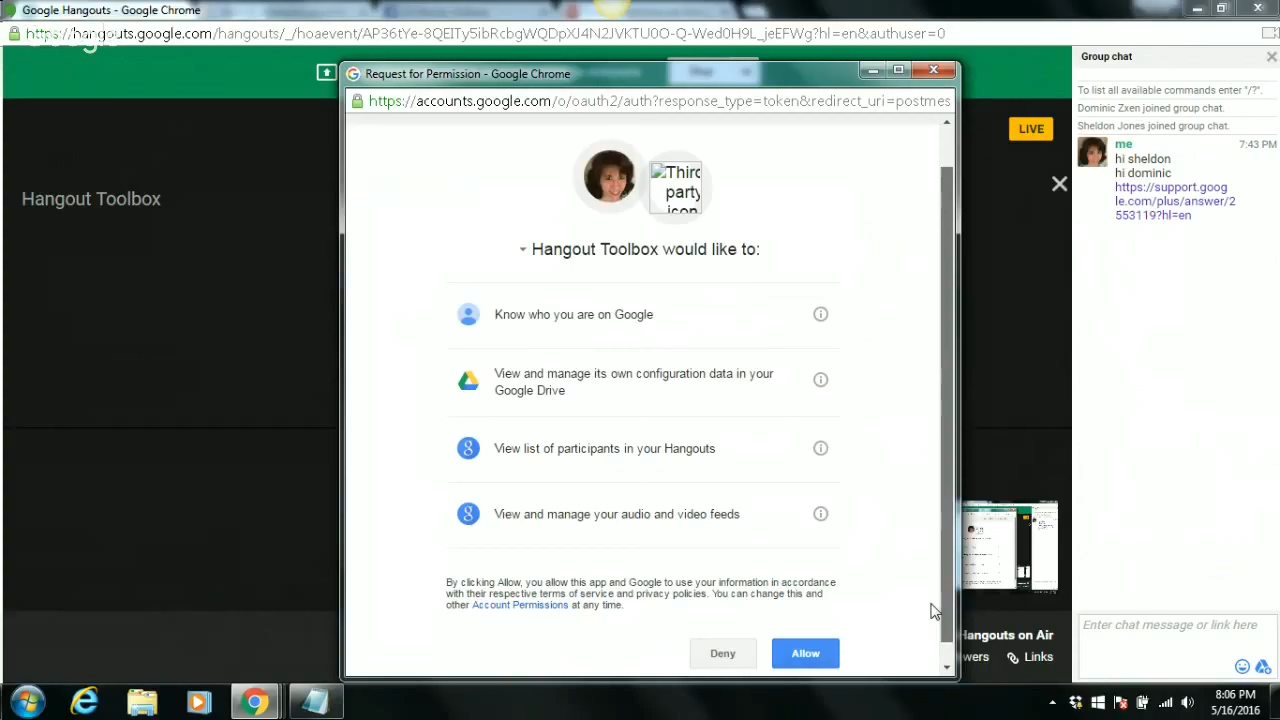 Google Hangouts - Google Chrome
https://hangouts.google.com/hangouts/_/hoaevent/AP36tYe-8QEITy5ibRcbgWQDpXJ4N2JVKTU0O-Q-Wed0H9L_jeEFWg?hl=en&authuser=0
Google
Request for Permission - Google Chrome
https://accounts.google.com/o/oauth2/auth?response_type=token&redirect_uri=postmes
Hangout Toolbox
Third
party
icon
Hangout Toolbox would like to:
Know who you are on Google
View and manage its own configuration data in your
Google Drive
View list of participants in your Hangouts
View and manage your audio and video feeds
By clicking Allow, you allow this app and Google to use your information in accordance
with their respective terms of service and privacy policies. You can change this and
other Account Permissions at any time.
Deny
Allow
LIVE
Hangouts on Air
wers
Links
Group chat
To list all available commands enter "/?".
Dominic Zxen joined group chat.
Sheldon Jones joined group chat.
me
7:43 PM
hi sheldon
hi dominic
https://support.goog
le.com/plus/answer/2
553119?hl=en
Enter chat message or link here
8:06 PM
5/16/2016